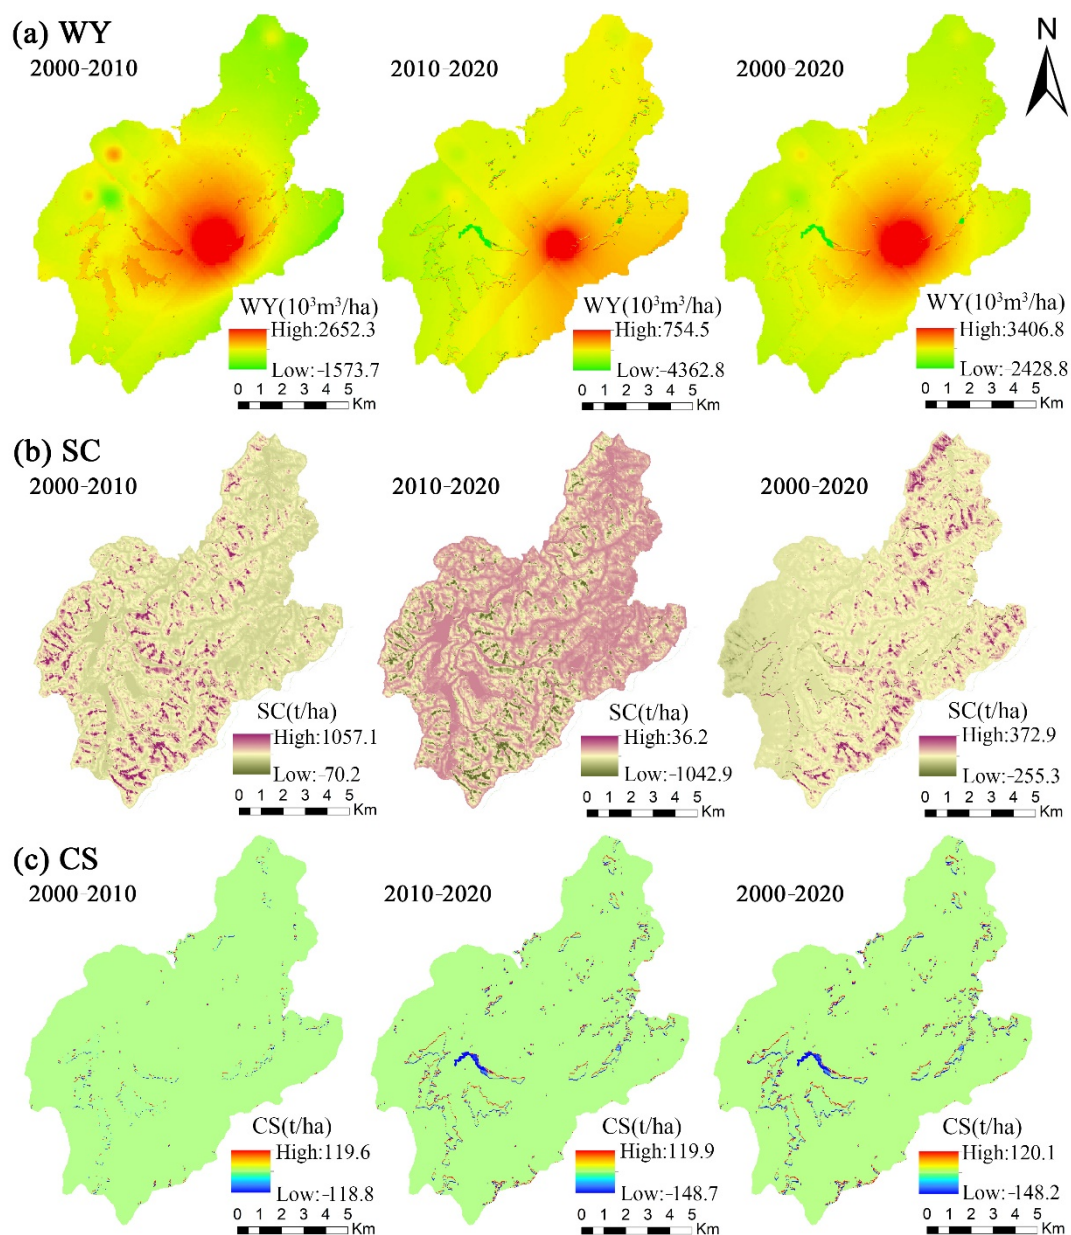 (a) WY
N
2000-2010
2010-2020
2000-2020
WY(10³m³/ha)
High:2652.3
Low:-1573.7
0 1 2 3 4 5
Km
WY(10³m³/ha)
High:754.5
Low:-4362.8
0 1 2 3 4 5
Km
WY(10³m³/ha)
High:3406.8
Low:-2428.8
0 1 2 3 4 5
Km
(b) SC
2000-2010
2010-2020
2000-2020
SC(t/ha)
High:1057.1
Low:-70.2
0 1 2 3 4 5
Km
SC(t/ha)
High:36.2
Low:-1042.9
0 1 2 3 4 5
Km
SC(t/ha)
High:372.9
Low:-255.3
0 1 2 3 4 5
Km
(c) CS
2000-2010
2010-2020
2000-2020
CS(t/ha)
High:119.6
Low:-118.8
0 1 2 3 4 5
Km
CS(t/ha)
High:119.9
Low:-148.7
0 1 2 3 4 5
Km
CS(t/ha)
High:120.1
Low:-148.2
0 1 2 3 4 5
Km